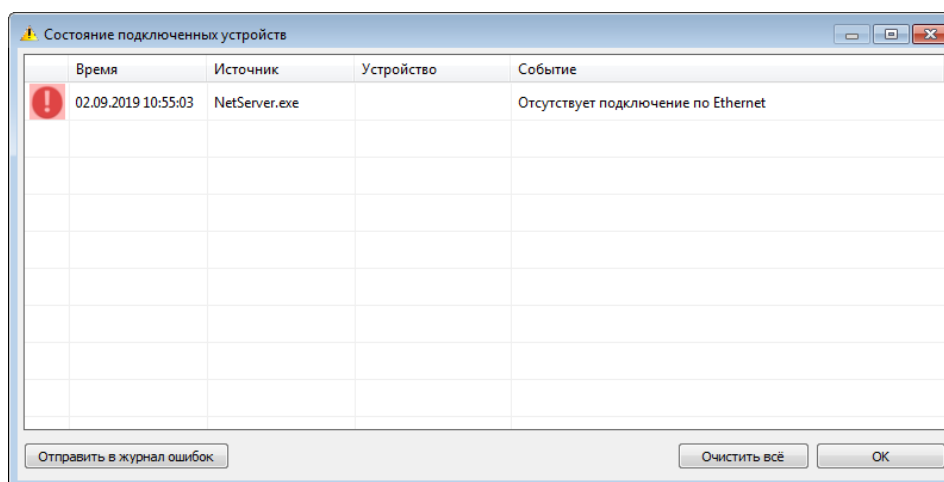 Состояние подключенных устройств
Время Источник Устройство Событие
02.09.2019 10:55:03 NetServer.exe Отсутствует подключение по Ethernet
Отправить в журнал ошибок Очистить всё OK